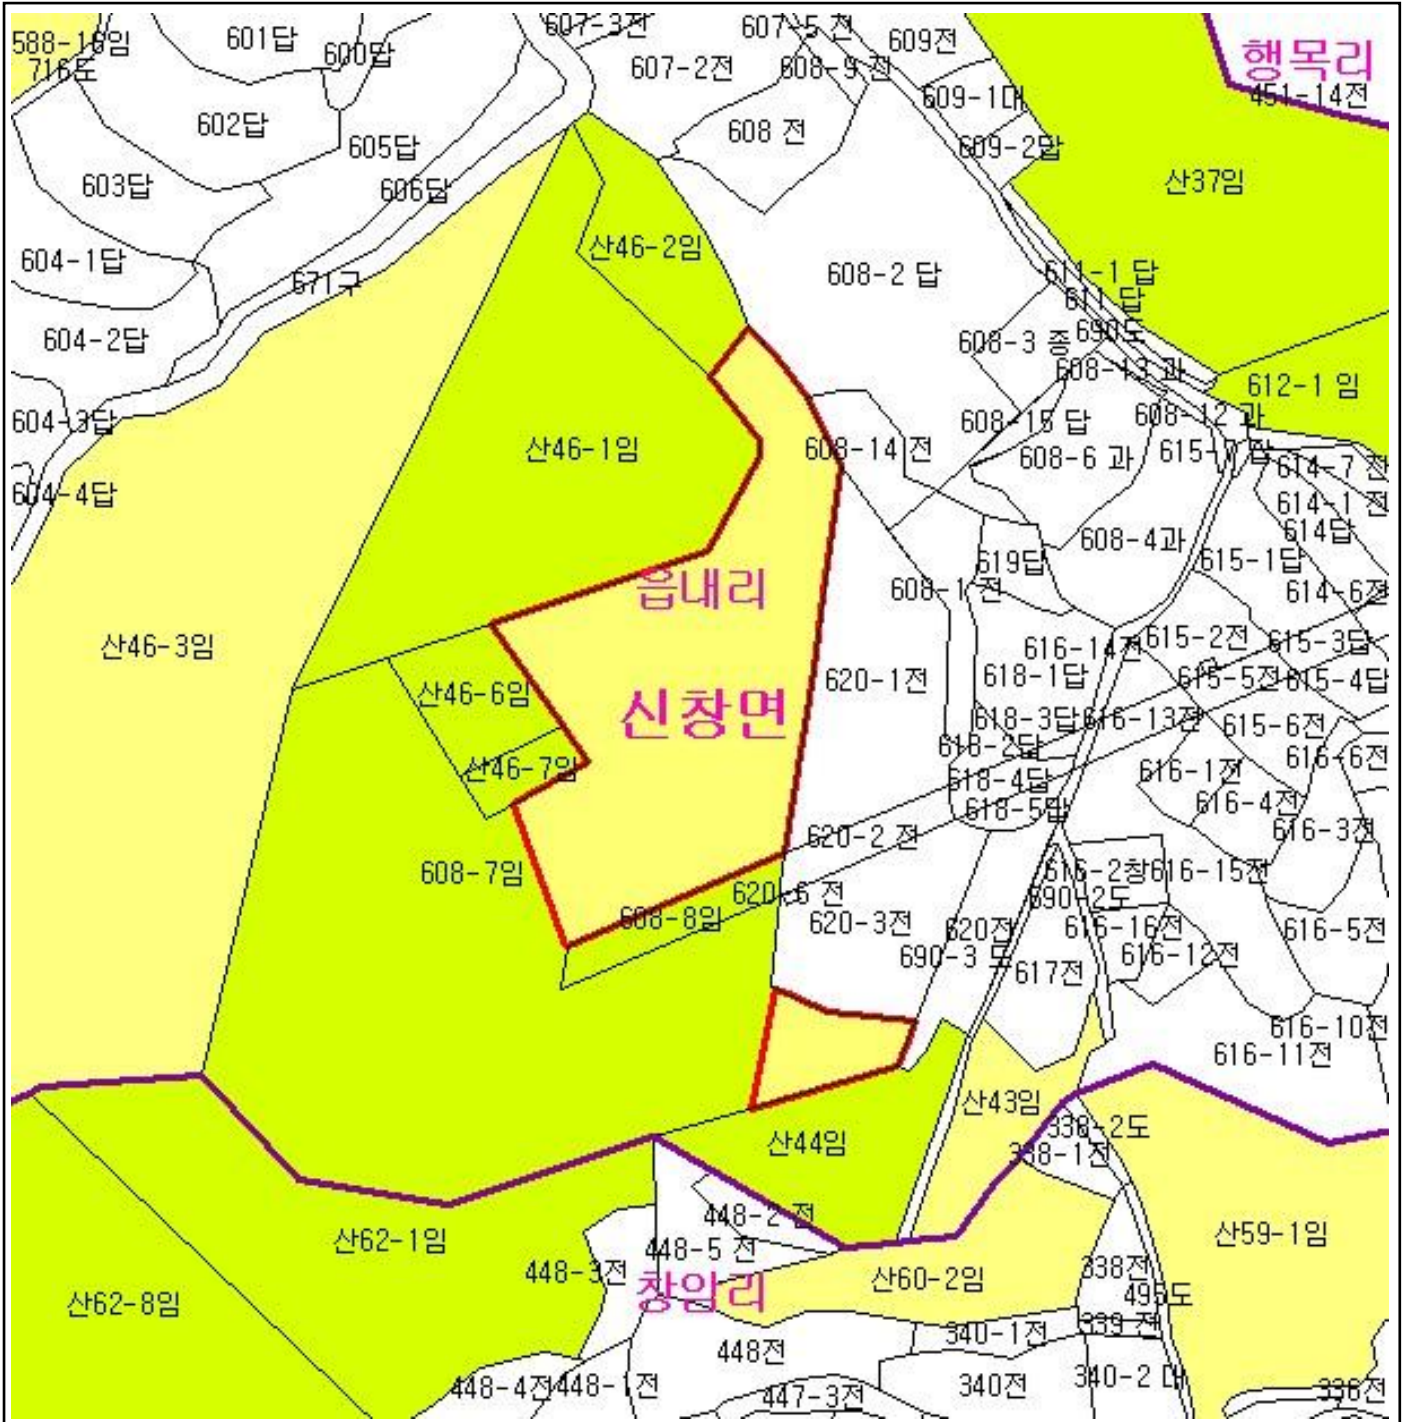 588-16임
716도
601답
600답
607-3전
607-2전
607-5 전
608-9 전
609전
행목리
451-14전
602답
605답
608 전
609-1대
609-2답
603답
606답
산37임
604-1답
671구
산46-2임
608-2 답
611-1 답
611 답
690도
604-2답
608-3 종
608-13 과
612-1 임
604-3답
608-15 답
608-12 과
산46-1임
608-14 전
608-6 과
614-7 전
604-4답
614-1 전
614답
608-4과
619답
615-1답
읍내리
608-1 전
614-6전
산46-3임
616-14전
615-2전
615-3답
산46-6임
620-1전
618-1답
615-5전
615-4답
신창면
618-3답
616-13전
615-6전
618-2답
산46-7임
616-1전
616-6전
618-4답
618-5답
616-4전
616-3전
620-2 전
608-7임
616-2창
616-15전
620-6 전
690-2도
608-8임
620-3전
620전
616-16전
616-5전
690-3 도
617전
616-12전
616-10전
616-11전
산43임
338-2도
산44임
338-1전
448-2 전
산62-1임
448-5 전
산59-1임
448-3전
338전
창암리
산60-2임
495도
산62-8임
339 전
340-1전
448전
448-4전
448-1전
447-3전
340전
340-2 대
336전